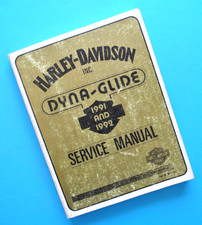 HARLEY-DAVIDSON
INC.
DYNA-GLIDE
1991
AND
1992
SERVICE MANUAL